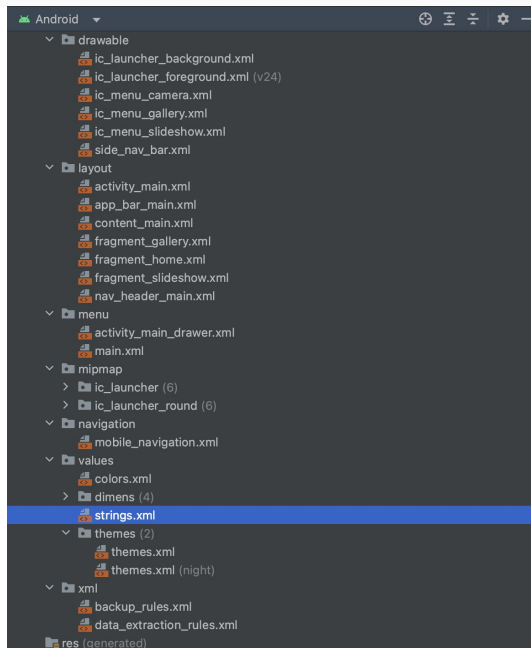 Android
drawable
ic_launcher_background.xml
ic_launcher_foreground.xml (v24)
ic_menu_camera.xml
ic_menu_gallery.xml
ic_menu_slideshow.xml
side_nav_bar.xml
layout
activity_main.xml
app_bar_main.xml
content_main.xml
fragment_gallery.xml
fragment_home.xml
fragment_slideshow.xml
nav_header_main.xml
menu
activity_main_drawer.xml
main.xml
mipmap
ic_launcher (6)
ic_launcher_round (6)
navigation
mobile_navigation.xml
values
colors.xml
dimens (4)
strings.xml
themes (2)
themes.xml
themes.xml (night)
xml
backup_rules.xml
data_extraction_rules.xml
res (generated)